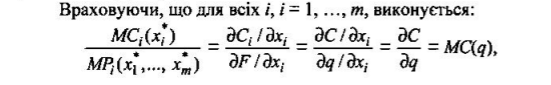 Враховуючи, що для всіх i, i = 1, ..., m, виконується:
MCᵢ(xᵢ*) / MPᵢ(x₁*,..., xₘ*) = ∂Cᵢ/∂xᵢ / ∂F/∂xᵢ = ∂C/∂xᵢ / ∂q/∂xᵢ = ∂C / ∂q = MC(q),